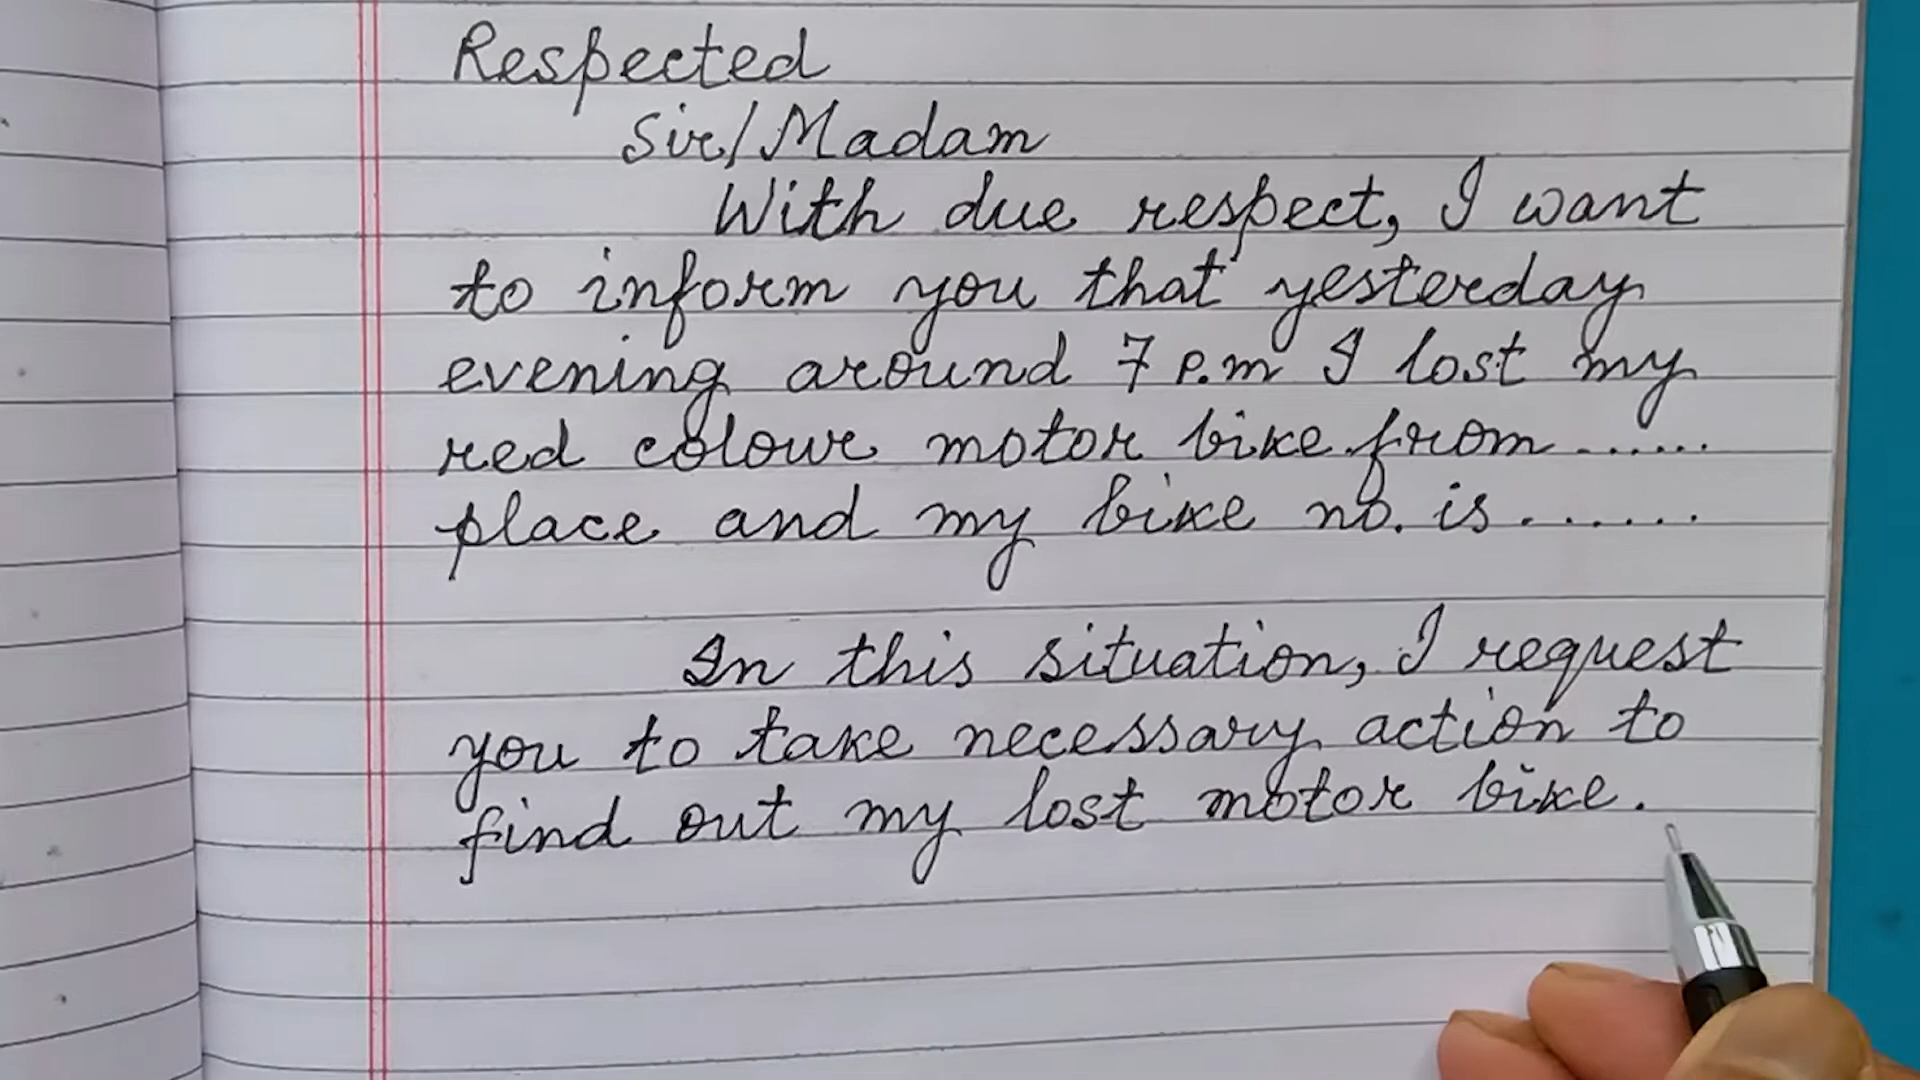 Respected
Sir/Madam
With due respect, I want
to inform you that yesterday
evening around 7 P.m I lost my
red colour motor bike from ......
place and my bike no. is .......
In this situation, I request
you to take necessary action to
find out my lost motor bike.